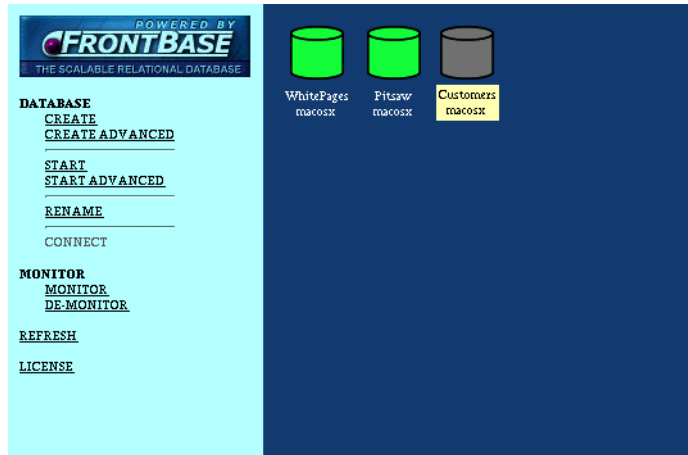 POWERED BY
FRONTBASE
THE SCALABLE RELATIONAL DATABASE
DATABASE
CREATE
CREATE ADVANCED
START
START ADVANCED
RENAME
CONNECT
MONITOR
MONITOR
DE-MONITOR
REFRESH
LICENSE
WhitePages
macosx
Pitsaw
macosx
Customers
macosx